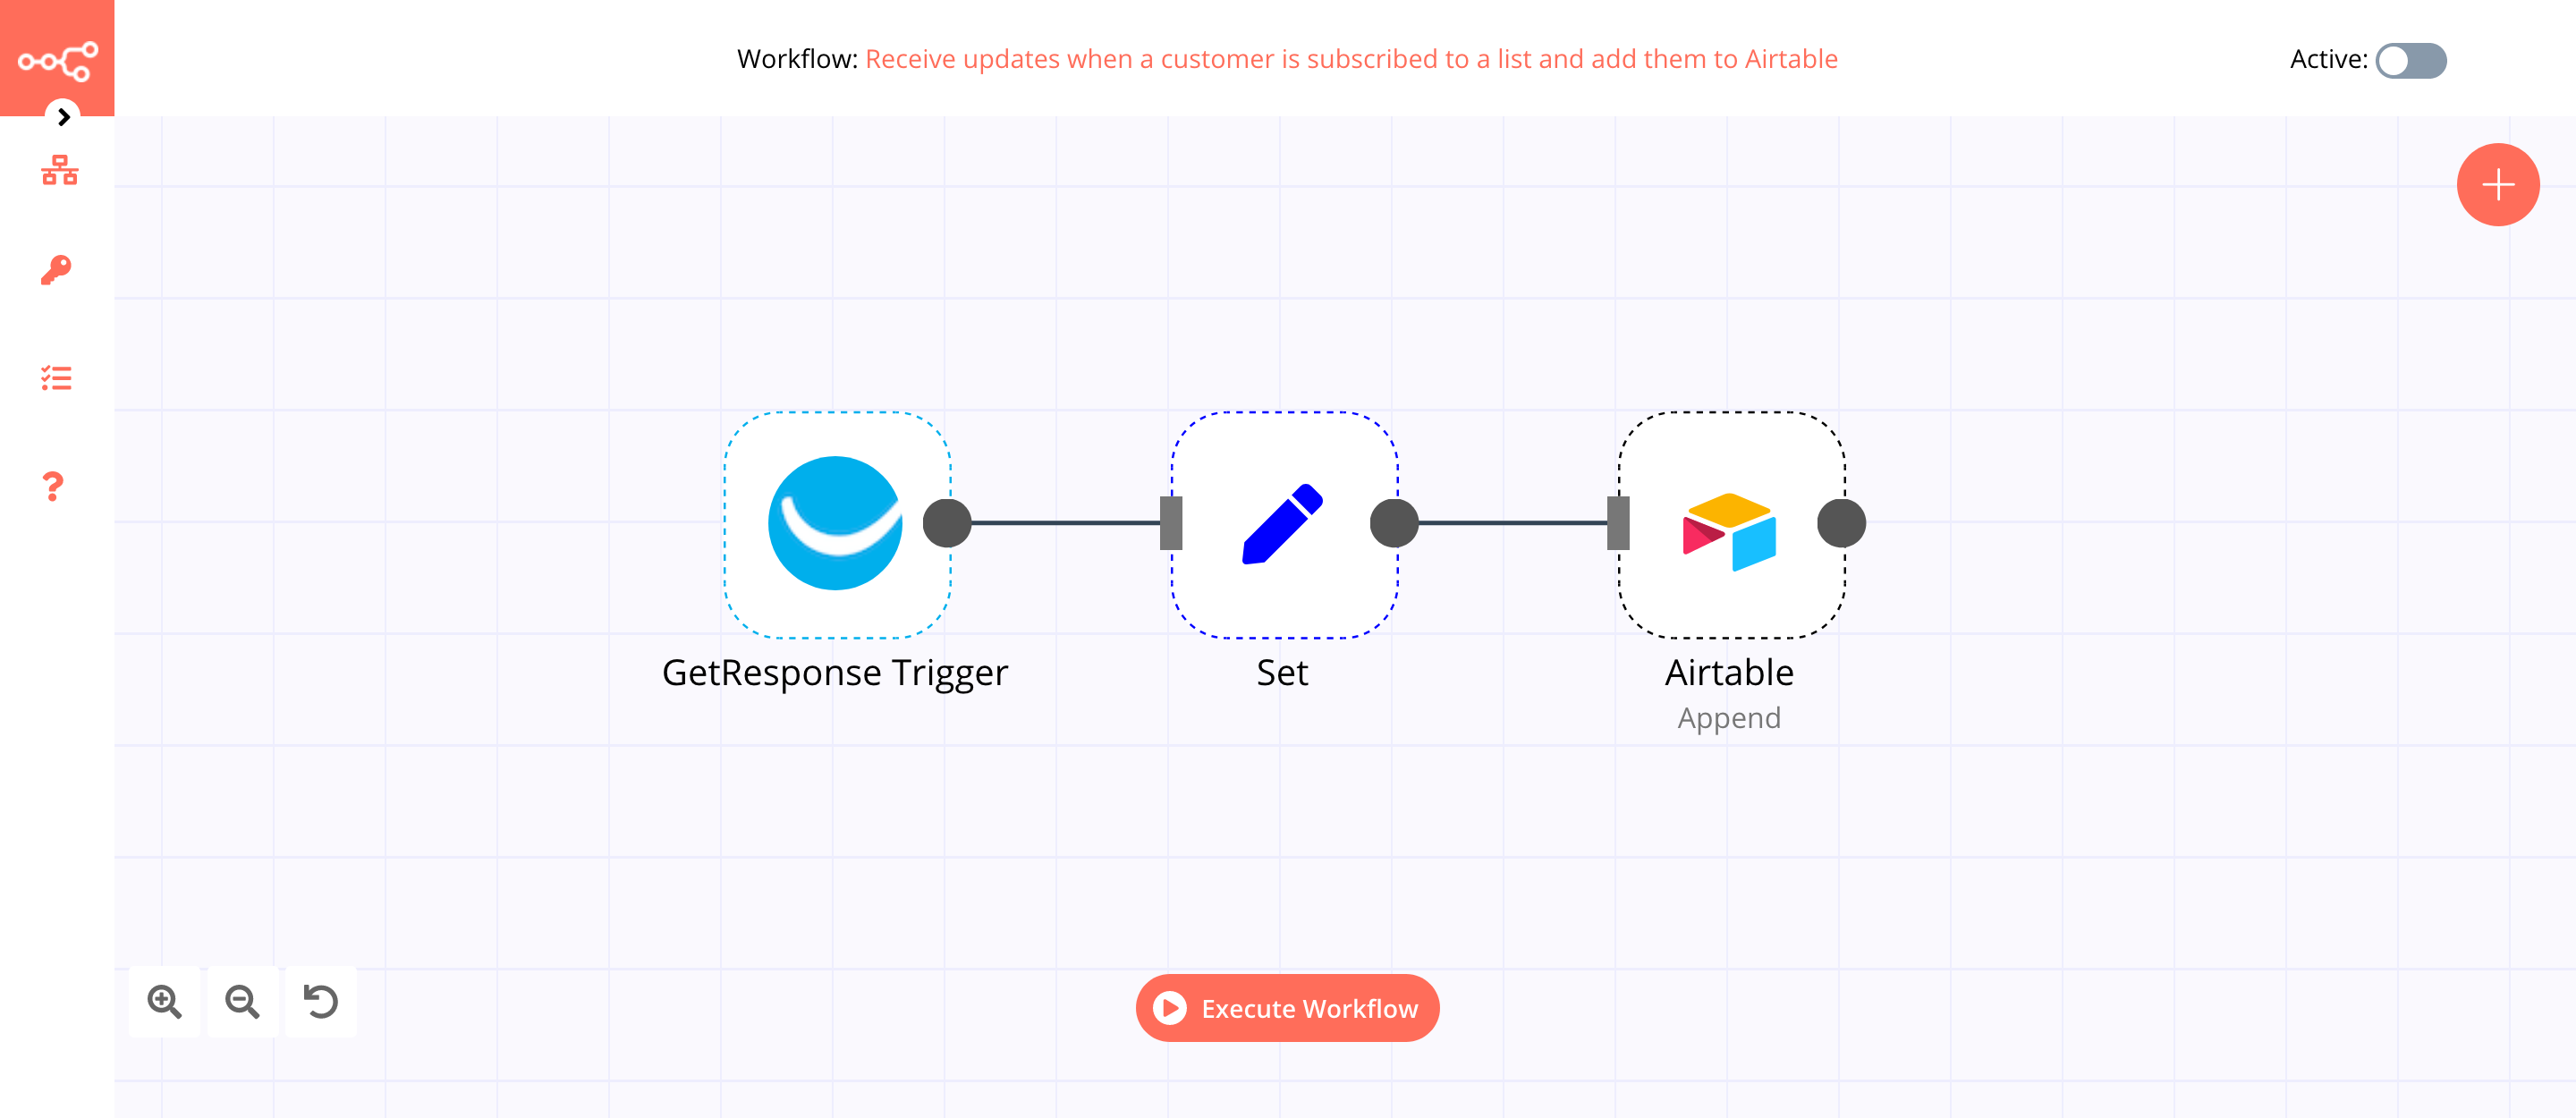 Workflow: Receive updates when a customer is subscribed to a list and add them to Airtable
Active:
GetResponse Trigger
Set
Airtable
Append
Execute Workflow